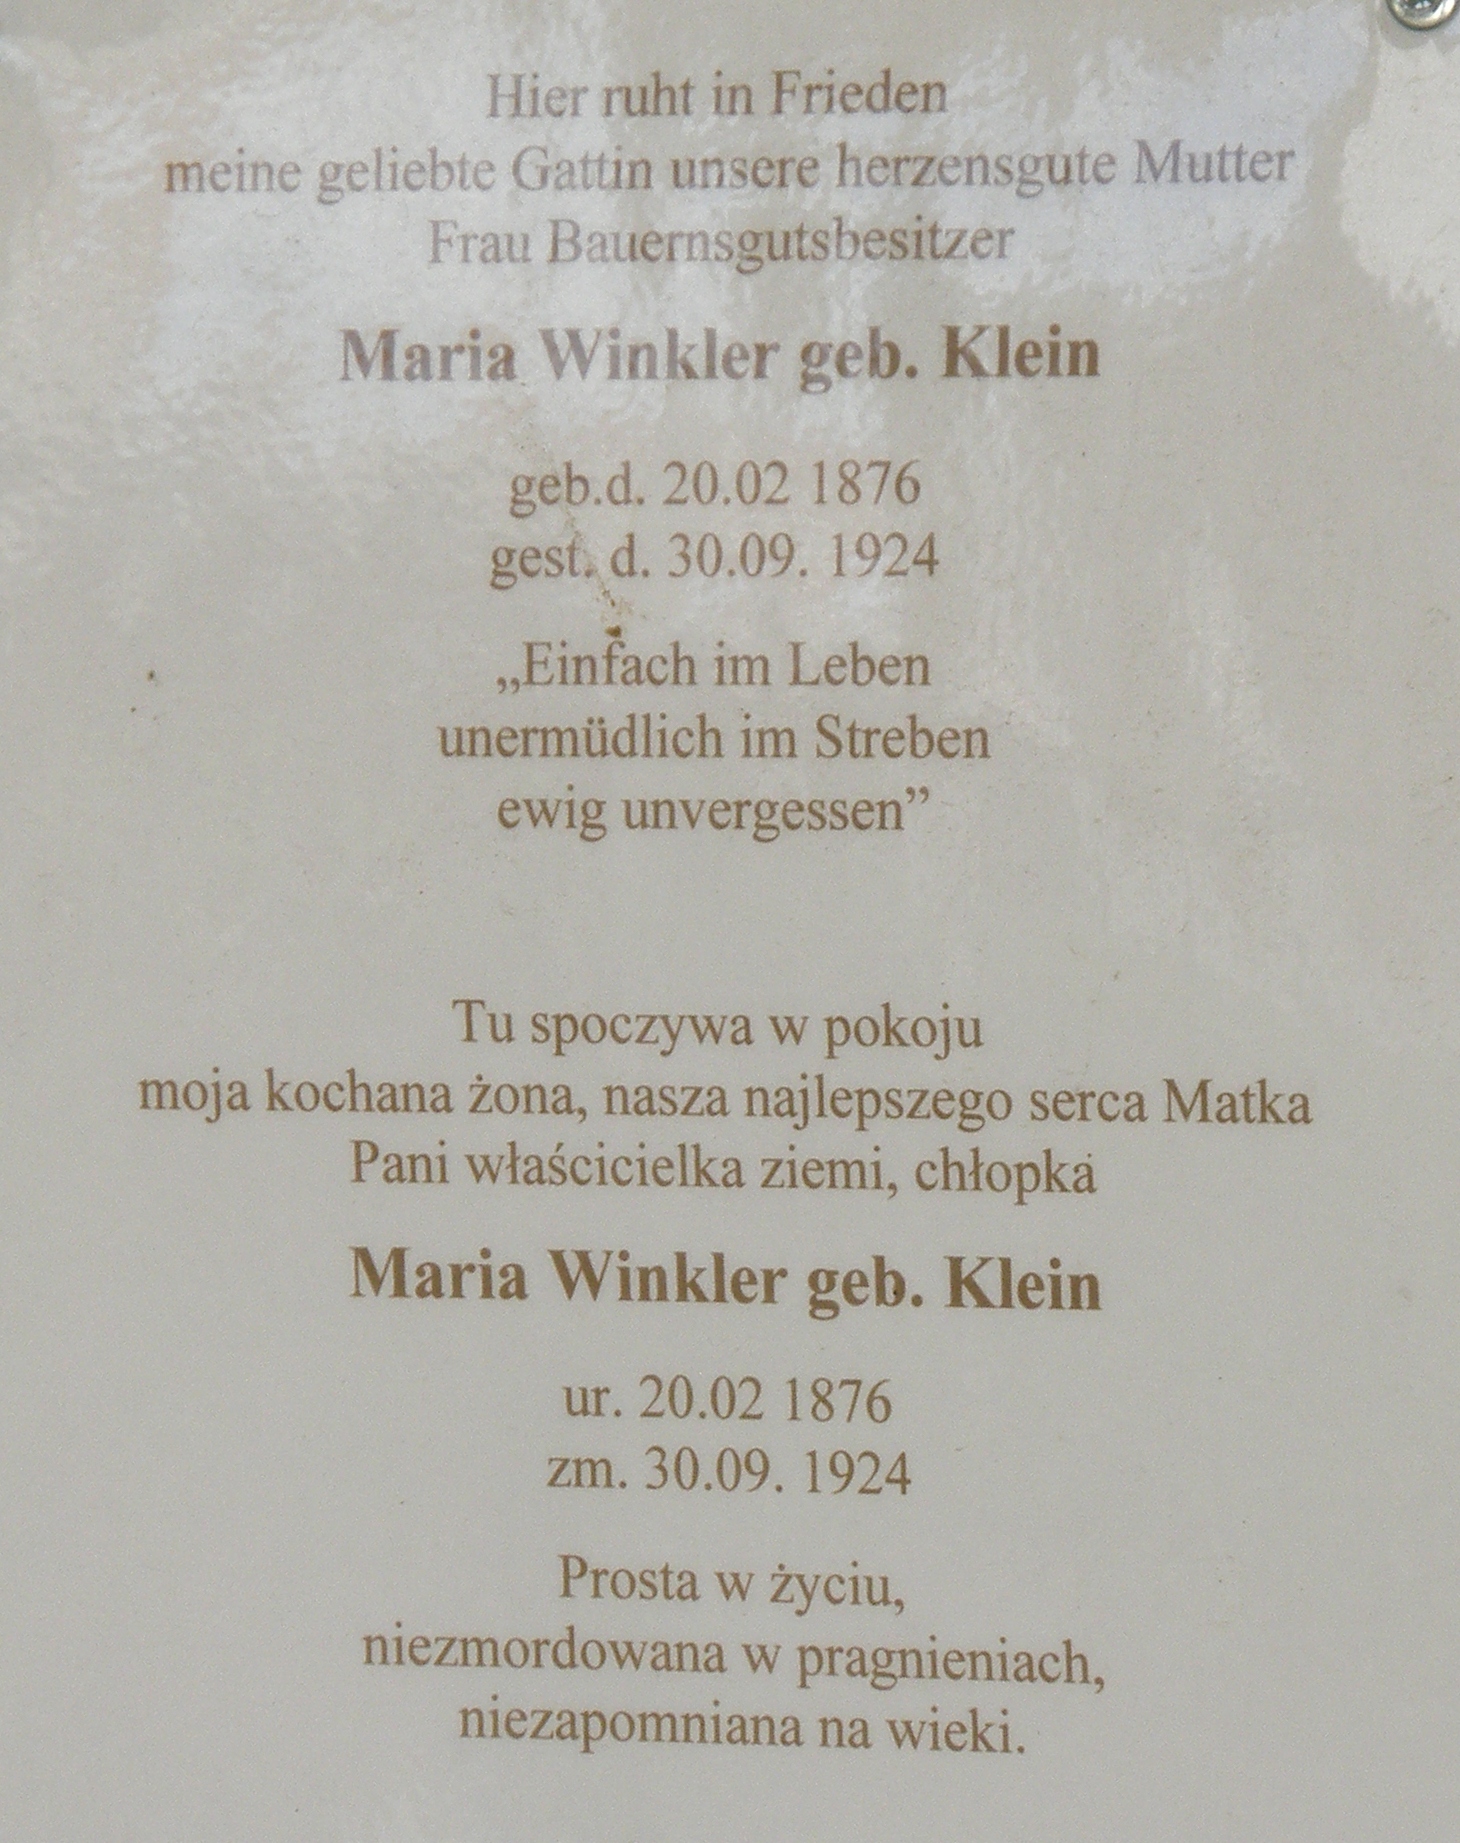 Hier ruht in Frieden
meine geliebte Gattin unsere herzensgute Mutter
Frau Bauernsgutsbesitzer
Maria Winkler geb. Klein
geb.d. 20.02 1876
gest. d. 30.09. 1924
„Einfach im Leben
unermüdlich im Streben
ewig unvergessen”
Tu spoczywa w pokoju
moja kochana żona, nasza najlepszego serca Matka
Pani właścicielka ziemi, chłopka
Maria Winkler geb. Klein
ur. 20.02 1876
zm. 30.09. 1924
Prosta w życiu,
niezmordowana w pragnieniach,
niezapomniana na wieki.